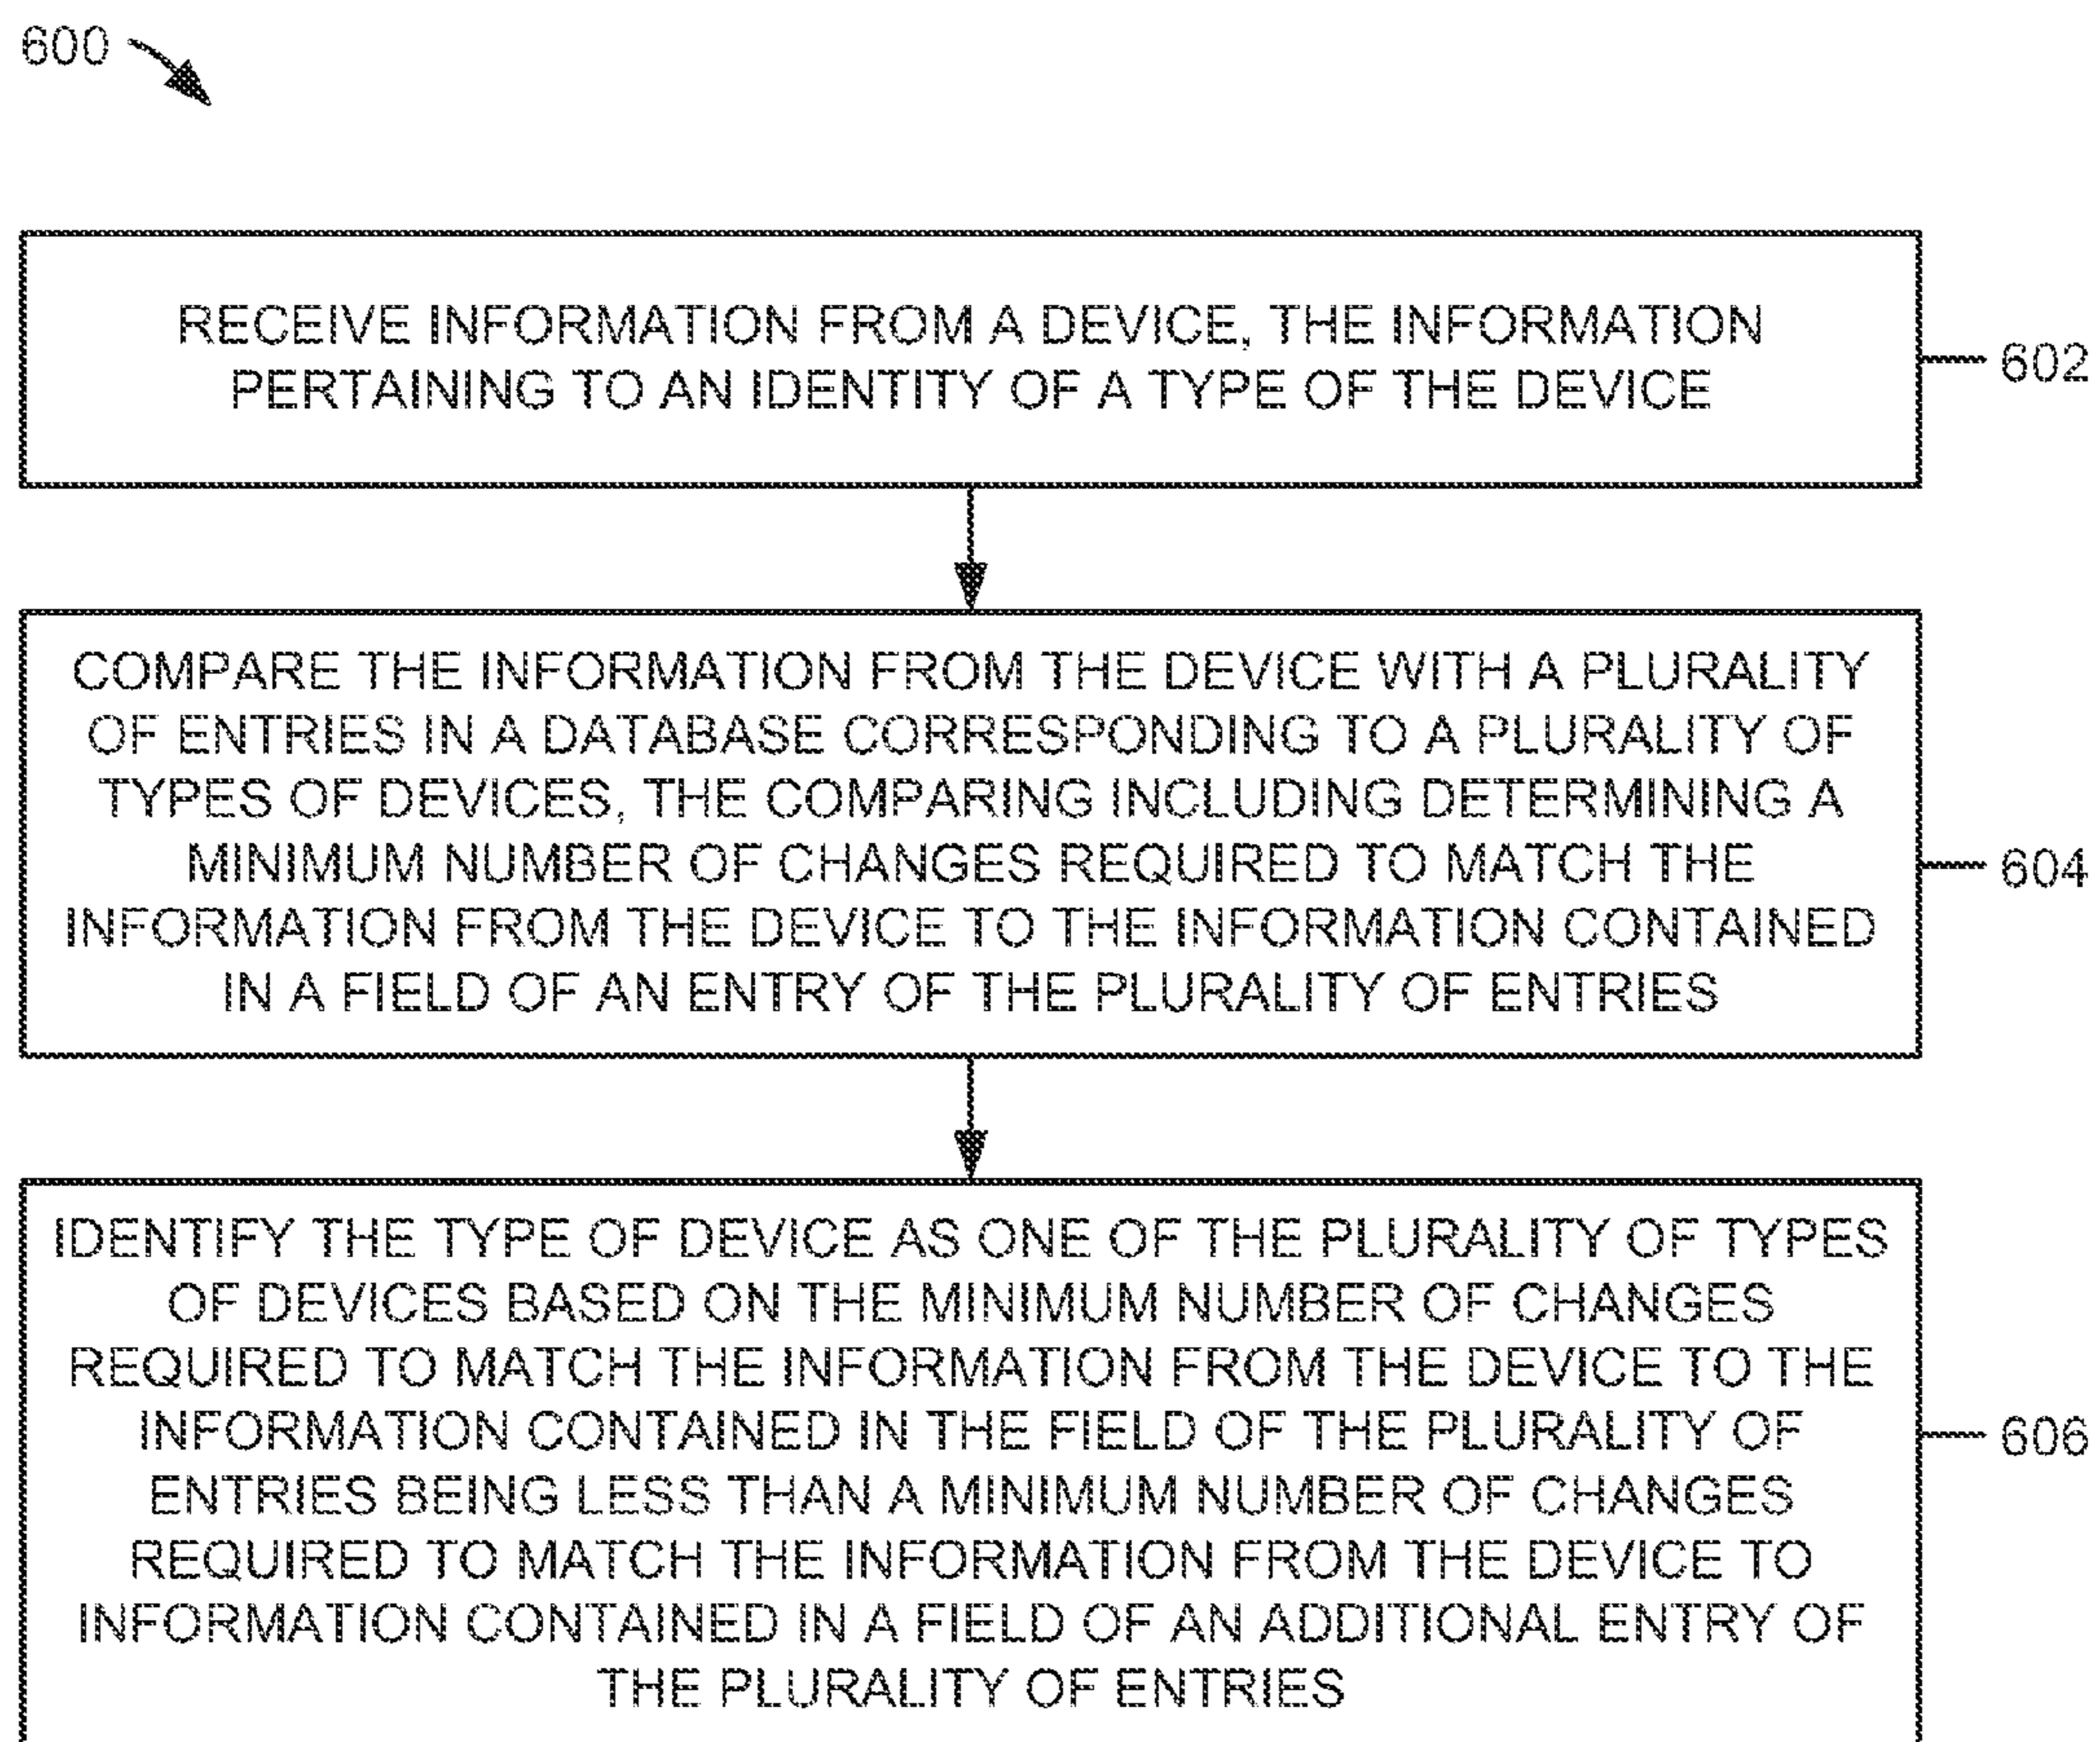 600
RECEIVE INFORMATION FROM A DEVICE, THE INFORMATION
PERTAINING TO AN IDENTITY OF A TYPE OF THE DEVICE
602
COMPARE THE INFORMATION FROM THE DEVICE WITH A PLURALITY
OF ENTRIES IN A DATABASE CORRESPONDING TO A PLURALITY OF
TYPES OF DEVICES, THE COMPARING INCLUDING DETERMINING A
MINIMUM NUMBER OF CHANGES REQUIRED TO MATCH THE
INFORMATION FROM THE DEVICE TO THE INFORMATION CONTAINED
IN A FIELD OF AN ENTRY OF THE PLURALITY OF ENTRIES
604
IDENTIFY THE TYPE OF DEVICE AS ONE OF THE PLURALITY OF TYPES
OF DEVICES BASED ON THE MINIMUM NUMBER OF CHANGES
REQUIRED TO MATCH THE INFORMATION FROM THE DEVICE TO THE
INFORMATION CONTAINED IN THE FIELD OF THE PLURALITY OF
ENTRIES BEING LESS THAN A MINIMUM NUMBER OF CHANGES
REQUIRED TO MATCH THE INFORMATION FROM THE DEVICE TO
INFORMATION CONTAINED IN A FIELD OF AN ADDITIONAL ENTRY OF
THE PLURALITY OF ENTRIES
606